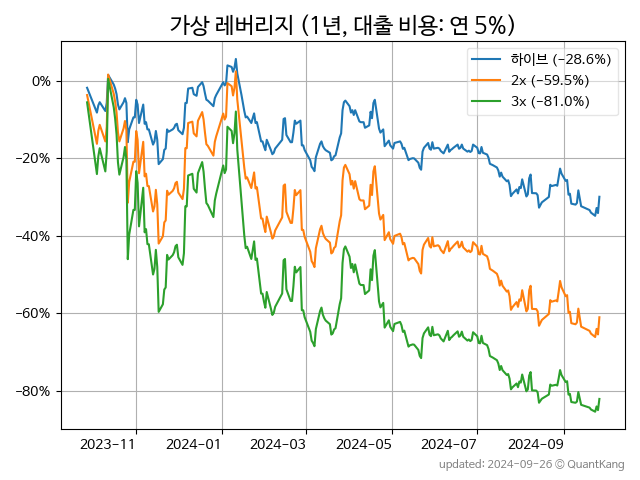 가상 레버리지 (1년, 대출 비용: 연 5%)
하이브 (−28.6%)
2x (−59.5%)
3x (−81.0%)
0%
−20%
−40%
−60%
−80%
2023−11 2024−01 2024−03 2024−05 2024−07 2024−09
updated: 2024-09-26 © QuantKang